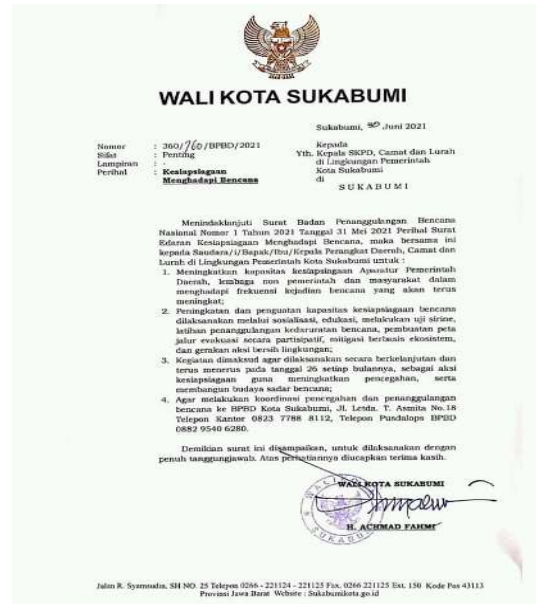 WALI KOTA SUKABUMI
Sukabumi, 30 Juni 2021
Nomor : 360/760/BPBD/2021
Sifat : Penting
Lampiran : -
Perihal : Kesiapsiagaan
Menghadapi Bencana
Kepada
Yth. Kepala SKPD, Camat dan Lurah
di Lingkungan Pemerintah
Kota Sukabumi
di
S U K A B U M I
Menindaklanjuti Surat Badan Penanggulangan Bencana
Nasional Nomor 1 Tahun 2021 Tanggal 31 Mei 2021 Perihal Surat
Edaran Kesiapsiagaan Menghadapi Bencana, maka bersama ini
kepada Saudara/i/Bapak/Ibu/Kepala Perangkat Daerah, Camat dan
Lurah di Lingkungan Pemerintah Kota Sukabumi untuk :
1. Meningkatkan kapasitas kesiapsiagaan Aparatur Pemerintah
Daerah, lembaga non pemerintah dan masyarakat dalam
menghadapi frekuensi kejadian bencana yang akan terus
meningkat;
2. Peningkatan dan penguatan kapasitas kesiapsiagaan bencana
dilaksanakan melalui sosialisasi, edukasi, melakukan uji sirine,
latihan penanggulangan kedaruratan bencana, pembuatan peta
jalur evakuasi secara partisipatif, mitigasi berbasis ekosistem,
dan gerakan aksi bersih lingkungan;
3. Kegiatan dimaksud agar dilaksanakan secara berkelanjutan dan
terus menerus pada tanggal 26 setiap bulannya, sebagai aksi
kesiapsiagaan guna meningkatkan pencegahan, serta
membangun budaya sadar bencana;
4. Agar melakukan koordinasi pencegahan dan penanggulangan
bencana ke BPBD Kota Sukabumi, Jl. Letda. T. Asmita No.18
Telepon Kantor 0823 7788 8112, Telepon Pusdalops BPBD
0882 9540 6280.
Demikian surat ini disampaikan, untuk dilaksanakan dengan
penuh tanggungjawab. Atas perhatiannya diucapkan terima kasih.
WALI KOTA SUKABUMI
H. ACHMAD FAHMI
Jalan R. Syamsudin, SH NO. 25 Telepon 0266 - 221124 - 221125 Fax. 0266 221125 Ext. 150 Kode Pos 43113
Provinsi Jawa Barat Website : Sukabumikota.go.id